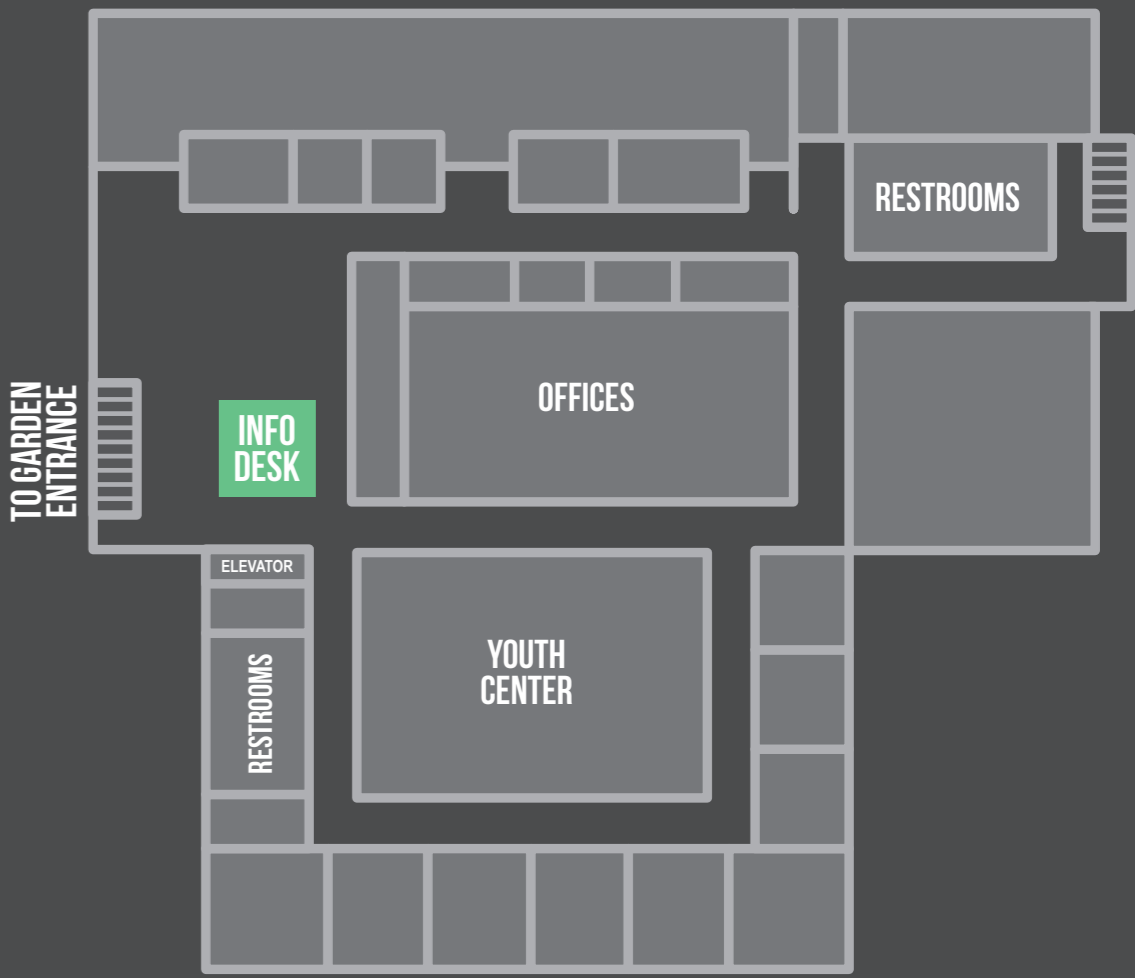 RESTROOMS
OFFICES
TO GARDEN
ENTRANCE
INFO
DESK
ELEVATOR
YOUTH
CENTER
RESTROOMS